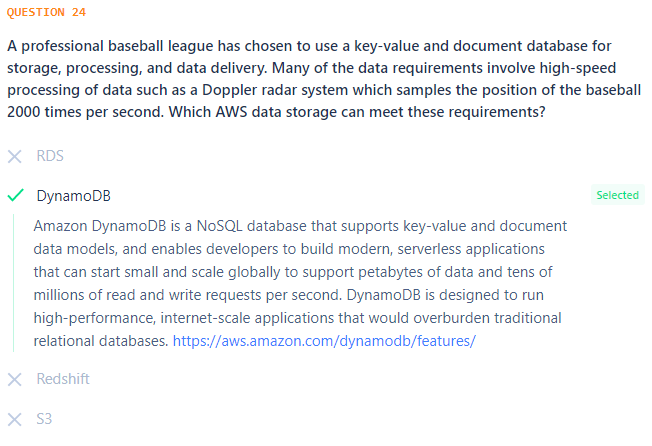 QUESTION 24
A professional baseball league has chosen to use a key-value and document database for
storage, processing, and data delivery. Many of the data requirements involve high-speed
processing of data such as a Doppler radar system which samples the position of the baseball
2000 times per second. Which AWS data storage can meet these requirements?
RDS
DynamoDB
Selected
Amazon DynamoDB is a NoSQL database that supports key-value and document
data models, and enables developers to build modern, serverless applications
that can start small and scale globally to support petabytes of data and tens of
millions of read and write requests per second. DynamoDB is designed to run
high-performance, internet-scale applications that would overburden traditional
relational databases. https://aws.amazon.com/dynamodb/features/
Redshift
S3